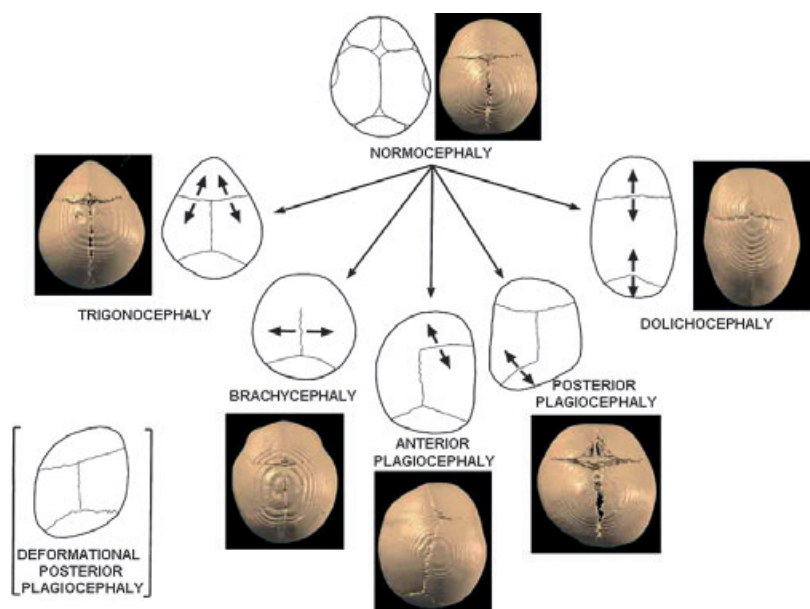 NORMOCEPHALY
TRIGONOCEPHALY
DOLICHOCEPHALY
BRACHYCEPHALY
ANTERIOR
PLAGIOCEPHALY
POSTERIOR
PLAGIOCEPHALY
DEFORMATIONAL
POSTERIOR
PLAGIOCEPHALY